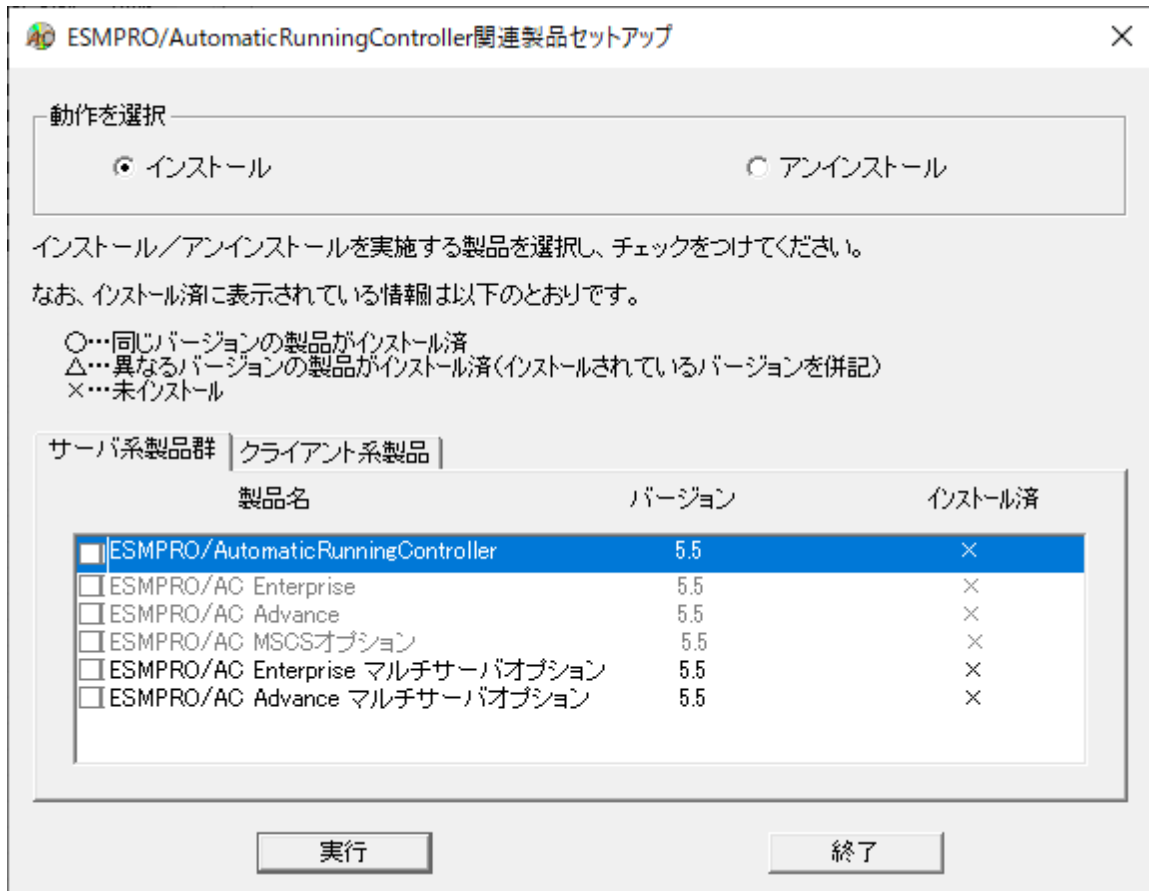 ESMPRO/AutomaticRunningController関連製品セットアップ
動作を選択
インストール
アンインストール
インストール／アンインストールを実施する製品を選択し、チェックをつけてください。
なお、インストール済に表示されている情報は以下のとおりです。
○…同じバージョンの製品がインストール済
△…異なるバージョンの製品がインストール済(インストールされているバージョンを併記)
×…未インストール
サーバ系製品群 クライアント系製品
製品名 バージョン インストール済
ESMPRO/AutomaticRunningController 5.5 ×
ESMPRO/AC Enterprise 5.5 ×
ESMPRO/AC Advance 5.5 ×
ESMPRO/AC MSCSオプション 5.5 ×
ESMPRO/AC Enterprise マルチサーバオプション 5.5 ×
ESMPRO/AC Advance マルチサーバオプション 5.5 ×
実行 終了